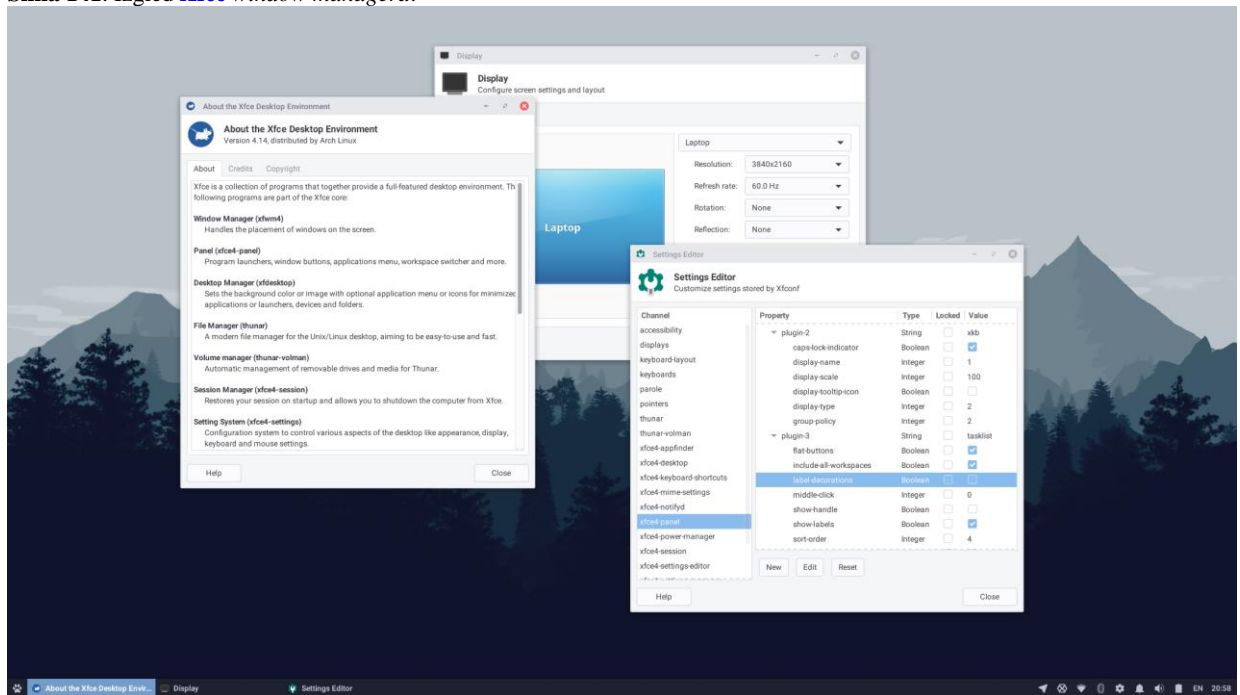 Slika 141. Izgled Xfce window managera.
Display
Display
Configure screen settings and layout
Laptop
Laptop
Resolution: 3840x2160
Refresh rate: 60.0 Hz
Rotation: None
Reflection: None
About the Xfce Desktop Environment
About the Xfce Desktop Environment
Version 4.14, distributed by Arch Linux
About Credits Copyright
Xfce is a collection of programs that together provide a full-featured desktop environment. Th
following programs are part of the Xfce core:
Window Manager (xfwm4)
Handles the placement of windows on the screen.
Panel (xfce4-panel)
Program launchers, window buttons, applications menu, workspace switcher and more.
Desktop Manager (xfdesktop)
Sets the background color or image with optional application menu or icons for minimized
applications or launchers, devices and folders.
File Manager (thunar)
A modern file manager for the Unix/Linux desktop, aiming to be easy-to-use and fast.
Volume manager (thunar-volman)
Automatic management of removable drives and media for Thunar.
Session Manager (xfce4-session)
Restores your session on startup and allows you to shutdown the computer from Xfce.
Setting System (xfce4-settings)
Configuration system to control various aspects of the desktop like appearance, display,
keyboard and mouse settings.
Help Close
Settings Editor
Settings Editor
Customize settings stored by Xfconf
Channel
accessibility
displays
keyboard-layout
keyboards
parole
pointers
thunar
thunar-volman
xfce4-appfinder
xfce4-desktop
xfce4-keyboard-shortcuts
xfce4-mime-settings
xfce4-notifyd
xfce4-panel
xfce4-power-manager
xfce4-session
xfce4-settings-editor
Property Type Locked Value
plugin-2 String xkb
caps-lock-indicator Boolean
display-name Integer 1
display-scale Integer 100
display-tooltip-icon Boolean
display-type Integer 2
group-policy Integer 2
plugin-3 String tasklist
flat-buttons Boolean
include-all-workspaces Boolean
label-decorations Boolean
middle-click Integer 0
show-handle Boolean
show-labels Boolean
sort-order Integer 4
New Edit Reset
Help Close
About the Xfce Desktop Envir... Display Settings Editor EN 20:58